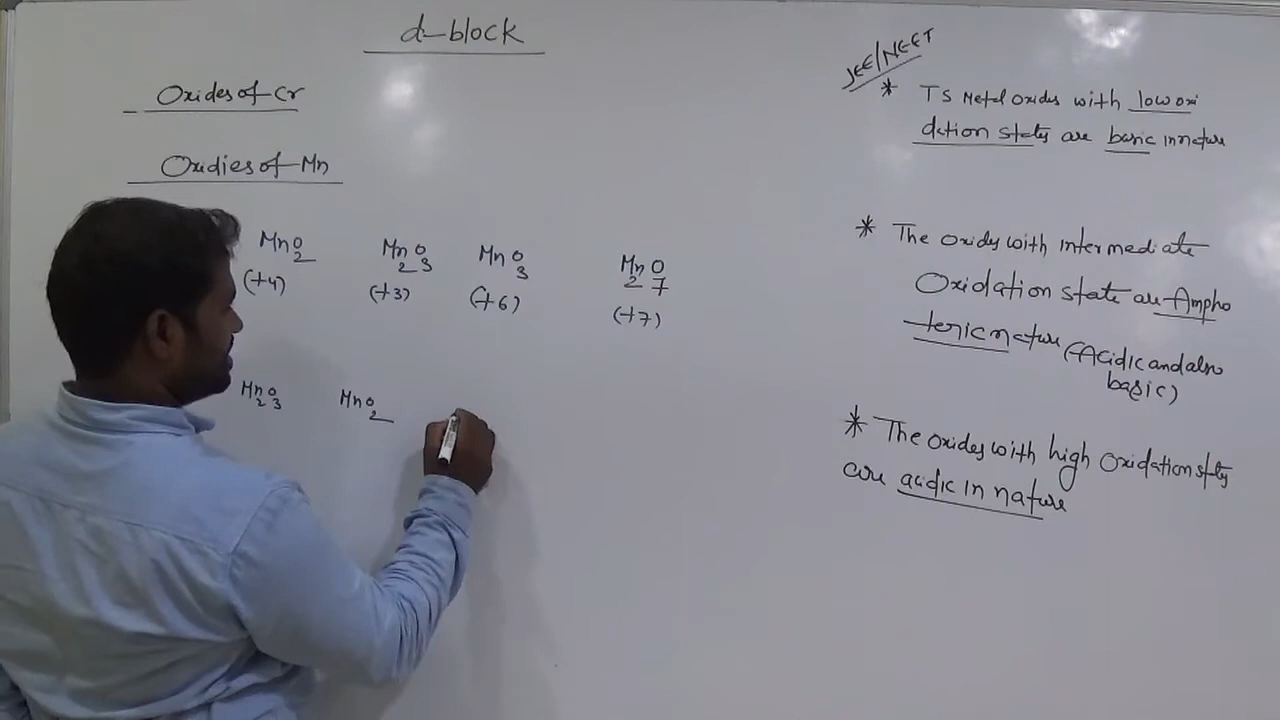 d-block
Oxides of Cr
Oxidies of Mn
MnO2 Mn2O3 MnO3 Mn2O7
(+4) (+3) (+6) (+7)
Mn2O3 MnO2
JEE/NEET
* TS Metal oxides with low oxi
dation states are basic in nature
* The oxides with intermediate
Oxidation state are Ampho
teric nature (Acidic and also
basic)
* The oxides with high oxidation states
are acidic in nature